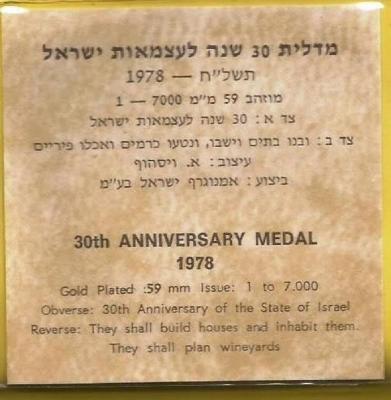 מדלית 30 שנה לעצמאות ישראל
תשל"ח — 1978
מוזהב 59 מ"מ 7000 — 1
צד א: 30 שנה לעצמאות ישראל
צד ב: ובנו בתים וישבו, ונטעו כרמים ואכלו פיריים
עיצוב: א. ויסהוף
ביצוע: אמנוגרף ישראל בע"מ
30th ANNIVERSARY MEDAL
1978
Gold Plated :59 mm Issue: 1 to 7.000
Obverse: 30th Anniversary of the State of Israel
Reverse: They shall build houses and inhabit them.
They shall plan wineyards